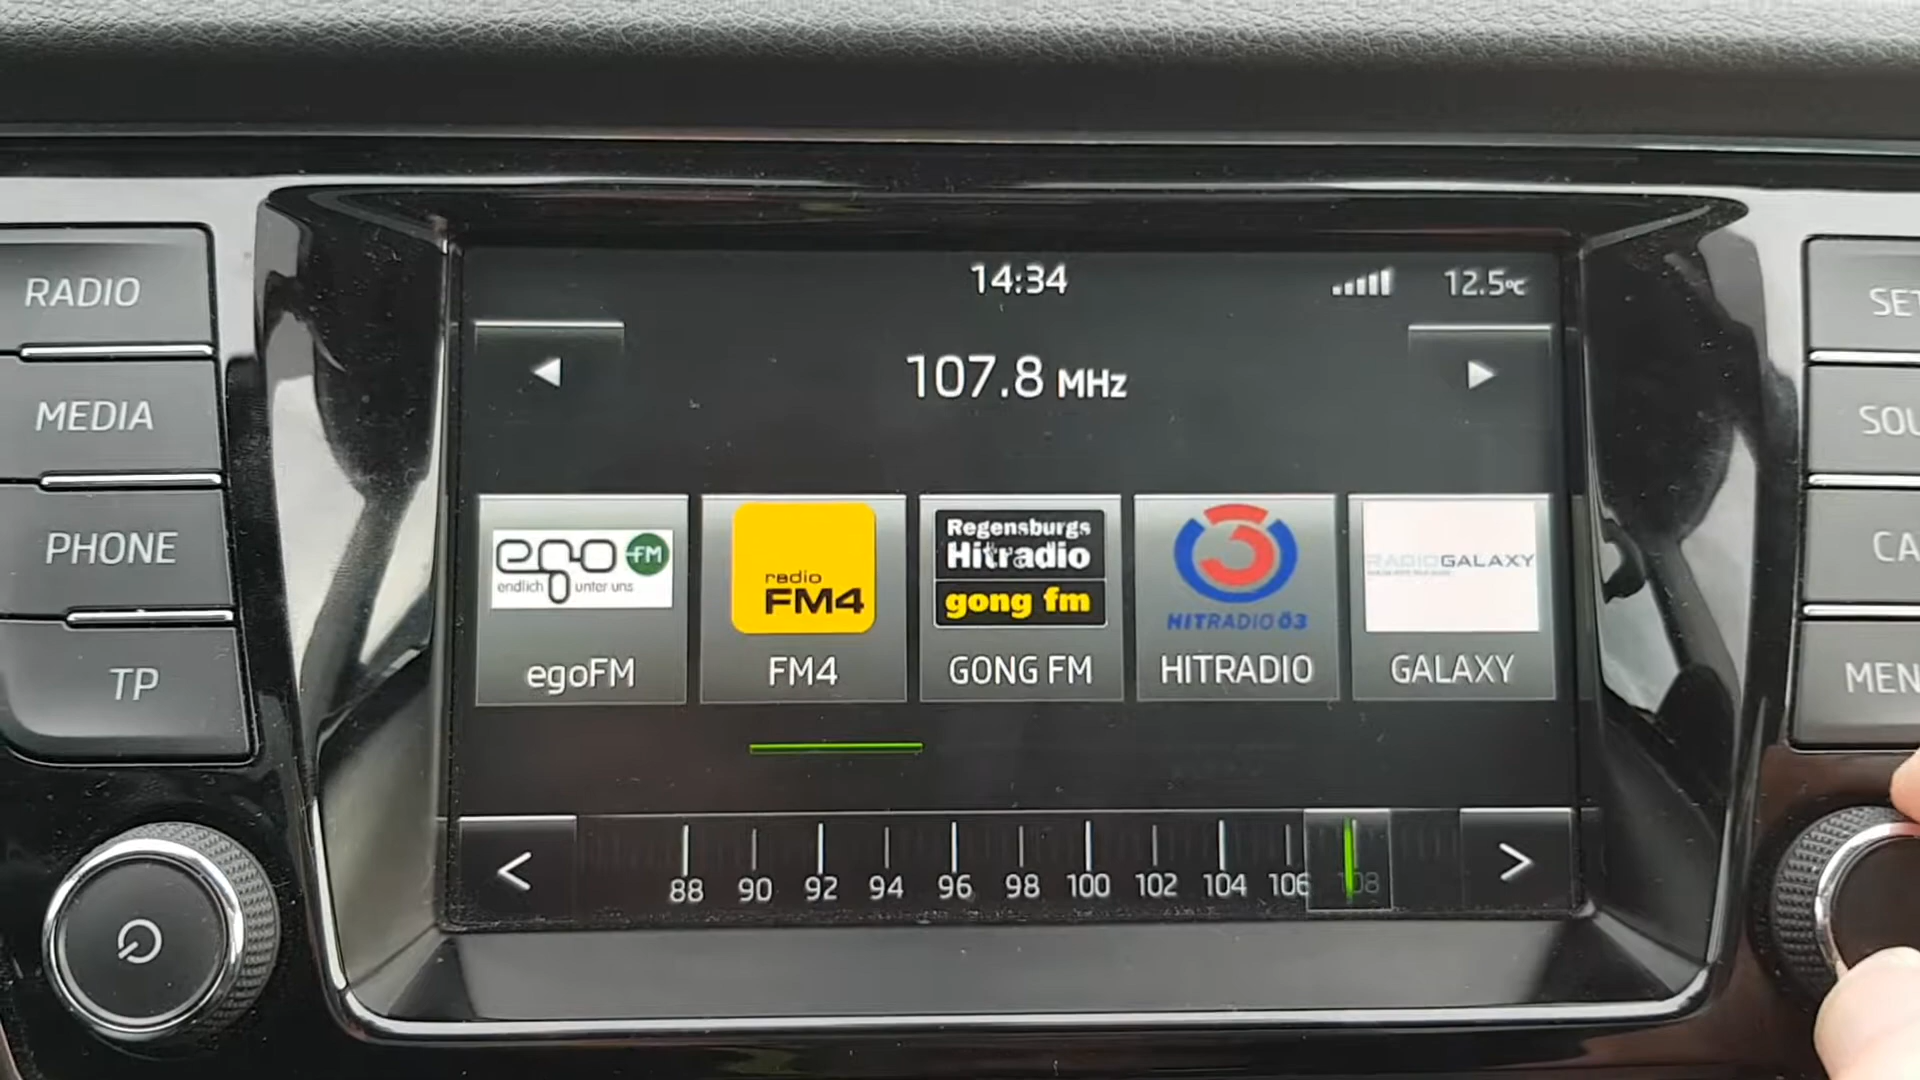 14:34
12.5°C
107.8 MHz
RADIO
MEDIA
PHONE
TP
SET
SOU
CA
MEN
ego FM
endlich unter uns
egoFM
radio
FM4
FM4
Regensburgs
Hitradio
gong fm
GONG FM
3
HITRADIO Ö3
HITRADIO
RADIO GALAXY
GALAXY
< 88 90 92 94 96 98 100 102 104 106 108 >